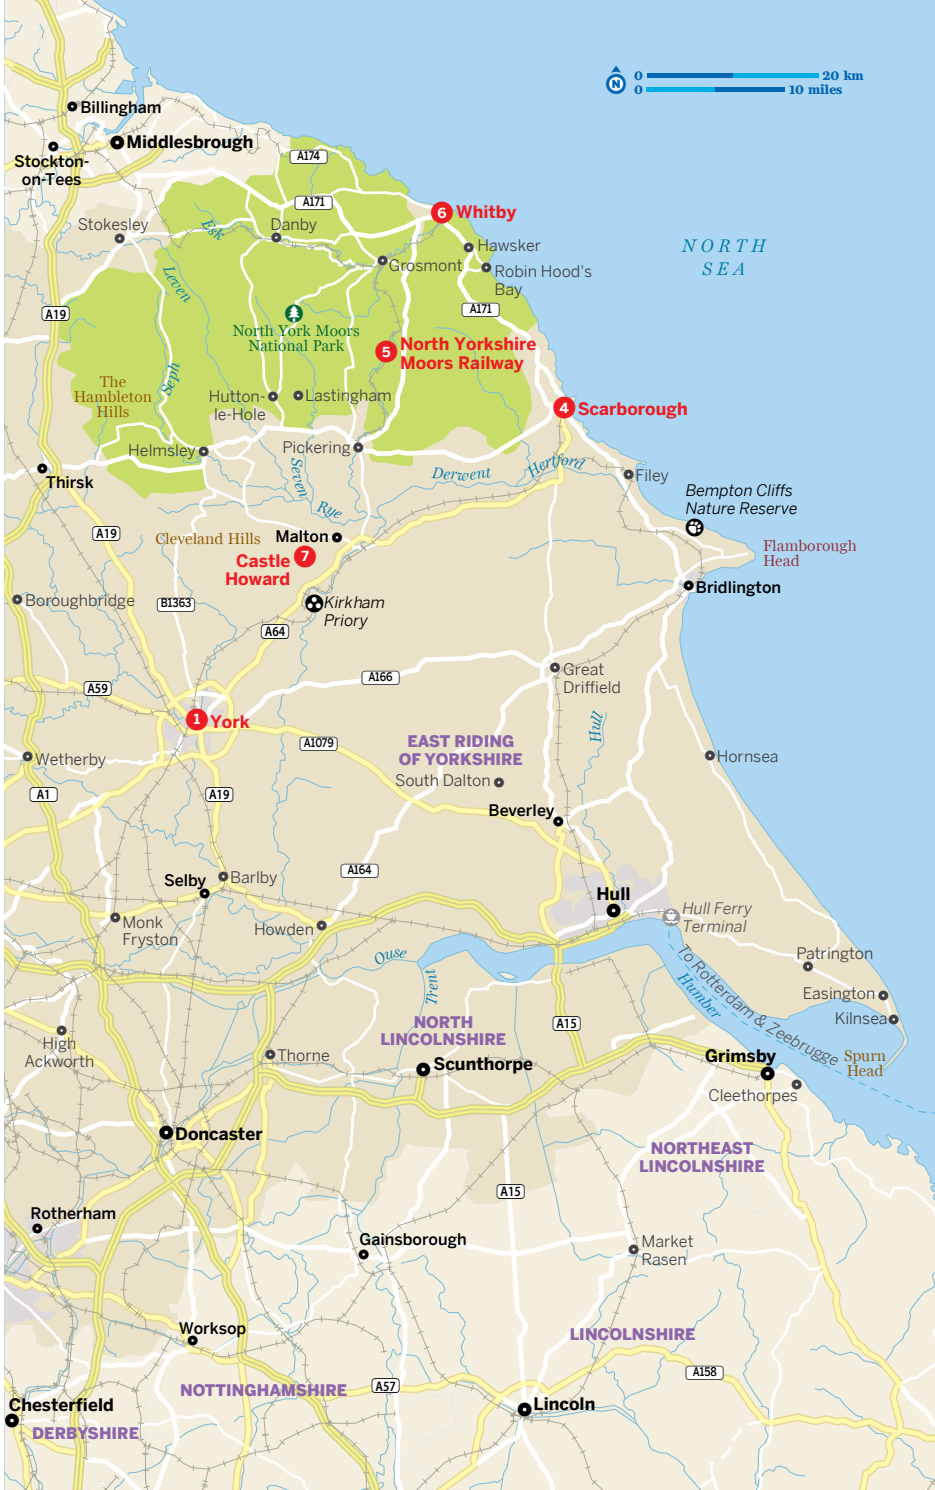 0 20 km
N
0 10 miles
Billingham
Middlesbrough
Stockton-
on-Tees
A174
A171
6 Whitby
Stokesley
Esk
Danby
Hawsker
NORTH
SEA
Grosmont
Robin Hood's
Bay
Leven
A19
A171
North York Moors
National Park
5 North Yorkshire
Moors Railway
The
Hambleton
Hills
Seph
Hutton-
le-Hole
Lastingham
4 Scarborough
Helmsley
Pickering
Thirsk
Seven
Derwent
Hertford
Filey
Rye
Bempton Cliffs
Nature Reserve
A19
Cleveland Hills
Malton
7 Castle
Howard
Flamborough
Head
Bridlington
Boroughbridge
B1363
Kirkham
Priory
A64
A166
Great
Driffield
A59
1 York
Hull
A1079
EAST RIDING
OF YORKSHIRE
Wetherby
Hornsea
A1
A19
South Dalton
Beverley
Selby
Barlby
A164
Hull
Monk
Fryston
Howden
Hull Ferry
Terminal
Ouse
Trent
Patrington
To Rotterdam & Zeebrugge
Humber
Easington
Kilnsea
NORTH
LINCOLNSHIRE
A15
High
Ackworth
Thorne
Scunthorpe
Grimsby
Spurn
Head
Cleethorpes
Doncaster
NORTHEAST
LINCOLNSHIRE
A15
Rotherham
Gainsborough
Market
Rasen
Worksop
LINCOLNSHIRE
A158
NOTTINGHAMSHIRE
A57
Chesterfield
Lincoln
DERBYSHIRE